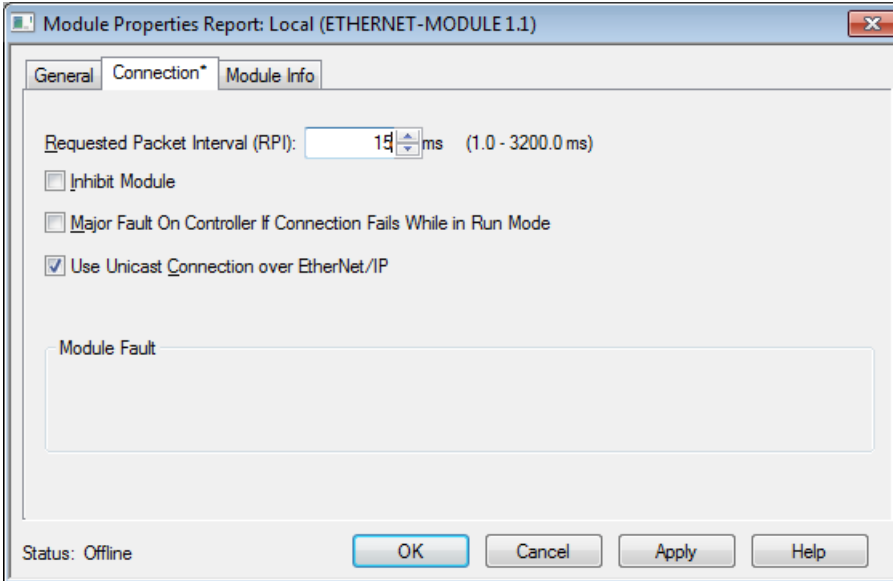 Module Properties Report: Local (ETHERNET-MODULE 1.1)
General Connection* Module Info
Requested Packet Interval (RPI): 15 ms (1.0 - 3200.0 ms)
Inhibit Module
Major Fault On Controller If Connection Fails While in Run Mode
Use Unicast Connection over EtherNet/IP
Module Fault
Status: Offline OK Cancel Apply Help